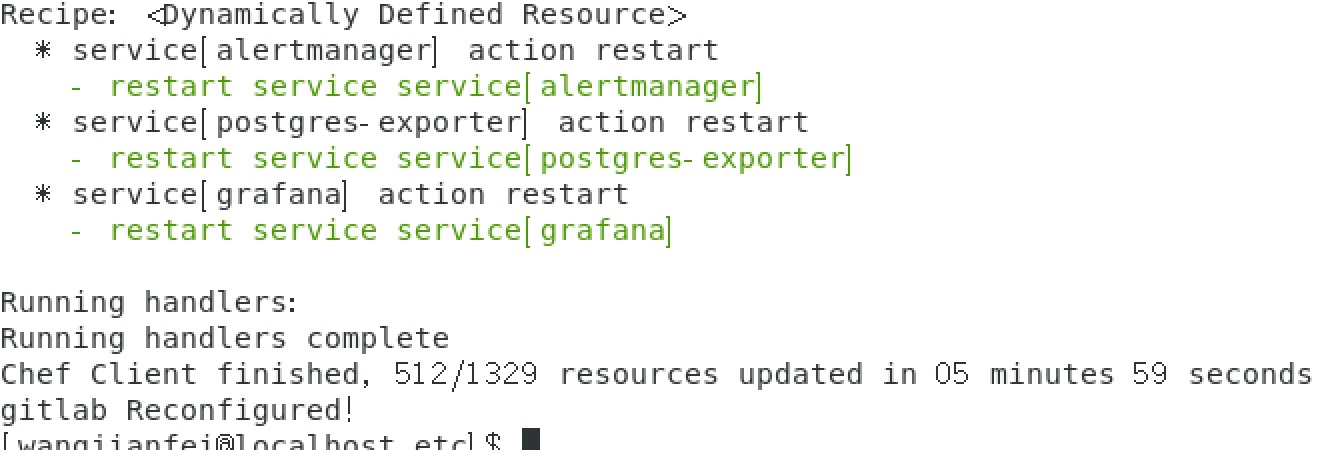 Recipe: <Dynamically Defined Resource>
  * service[alertmanager] action restart
    - restart service service[alertmanager]
  * service[postgres-exporter] action restart
    - restart service service[postgres-exporter]
  * service[grafana] action restart
    - restart service service[grafana]
Running handlers:
Running handlers complete
Chef Client finished, 512/1329 resources updated in 05 minutes 59 seconds
gitlab Reconfigured!
[wangjianfei@localhost etc]$